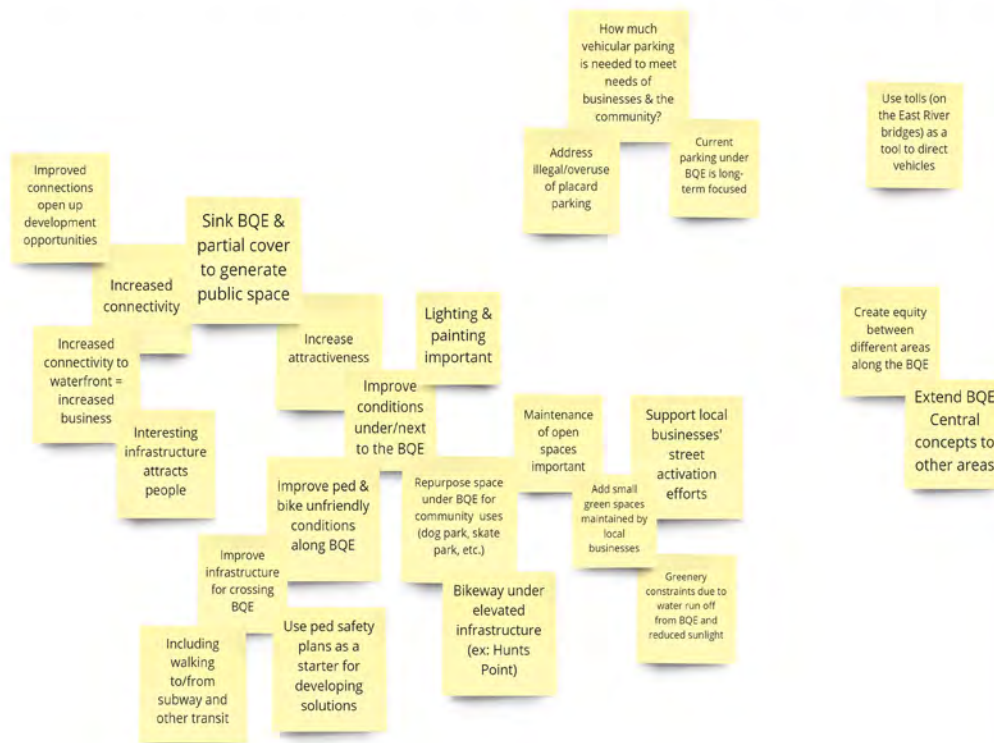 How much
vehicular parking
is needed to meet
needs of
businesses & the
community?
Address
illegal/overuse
of placard
parking
Current
parking under
BQE is long-
term focused
Use tolls (on
the East River
bridges) as a
tool to direct
vehicles
Improved
connections
open up
development
opportunities
Sink BQE &
partial cover
to generate
public space
Increased
connectivity
Increased
connectivity to
waterfront =
increased
business
Interesting
infrastructure
attracts
people
Increase
attractiveness
Lighting &
painting
important
Improve
conditions
under/next
to the BQE
Create equity
between
different areas
along the BQE
Extend BQE
Central
concepts to
other areas
Maintenance
of open
spaces
important
Support local
businesses'
street
activation
efforts
Improve ped &
bike unfriendly
conditions
along BQE
Repurpose space
under BQE for
community uses
(dog park, skate
park, etc.)
Add small
green spaces
maintained by
local
businesses
Improve
infrastructure
for crossing
BQE
Bikeway under
elevated
infrastructure
(ex: Hunts
Point)
Greenery
constraints due to
water run off
from BQE and
reduced sunlight
Including
walking
to/from
subway and
other transit
Use ped safety
plans as a
starter for
developing
solutions